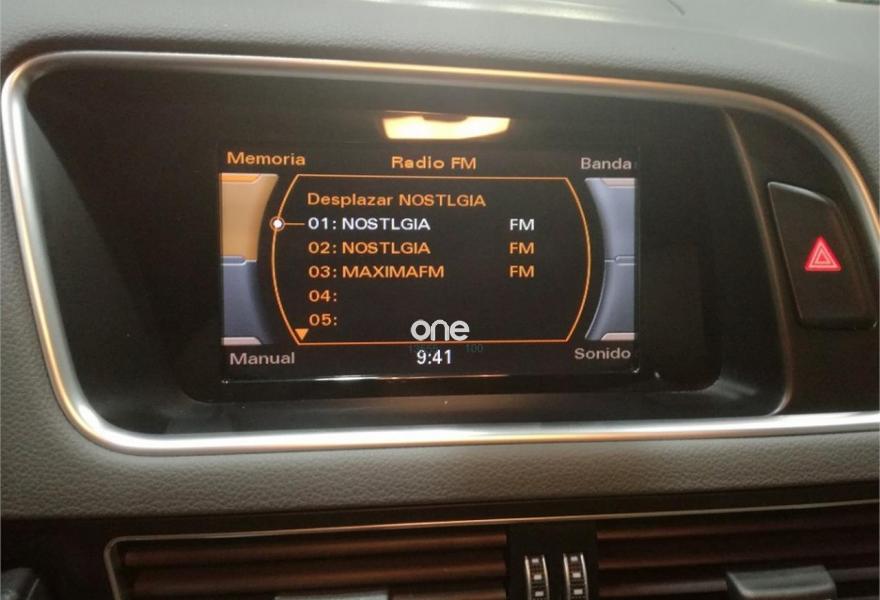 Memoria Radio FM Banda
Desplazar NOSTLGIA
01: NOSTLGIA FM
02: NOSTLGIA FM
03: MAXIMAFM FM
04:
05:
one
Manual 9:41 Sonido